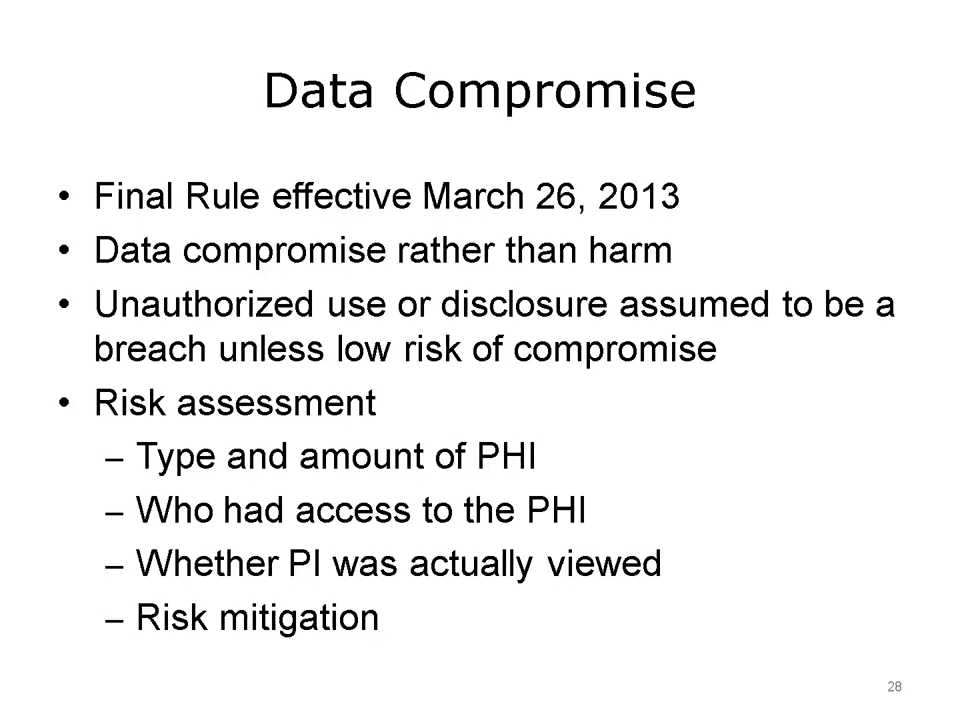 Data Compromise
• Final Rule effective March 26, 2013
• Data compromise rather than harm
• Unauthorized use or disclosure assumed to be a
breach unless low risk of compromise
• Risk assessment
– Type and amount of PHI
– Who had access to the PHI
– Whether PI was actually viewed
– Risk mitigation
28